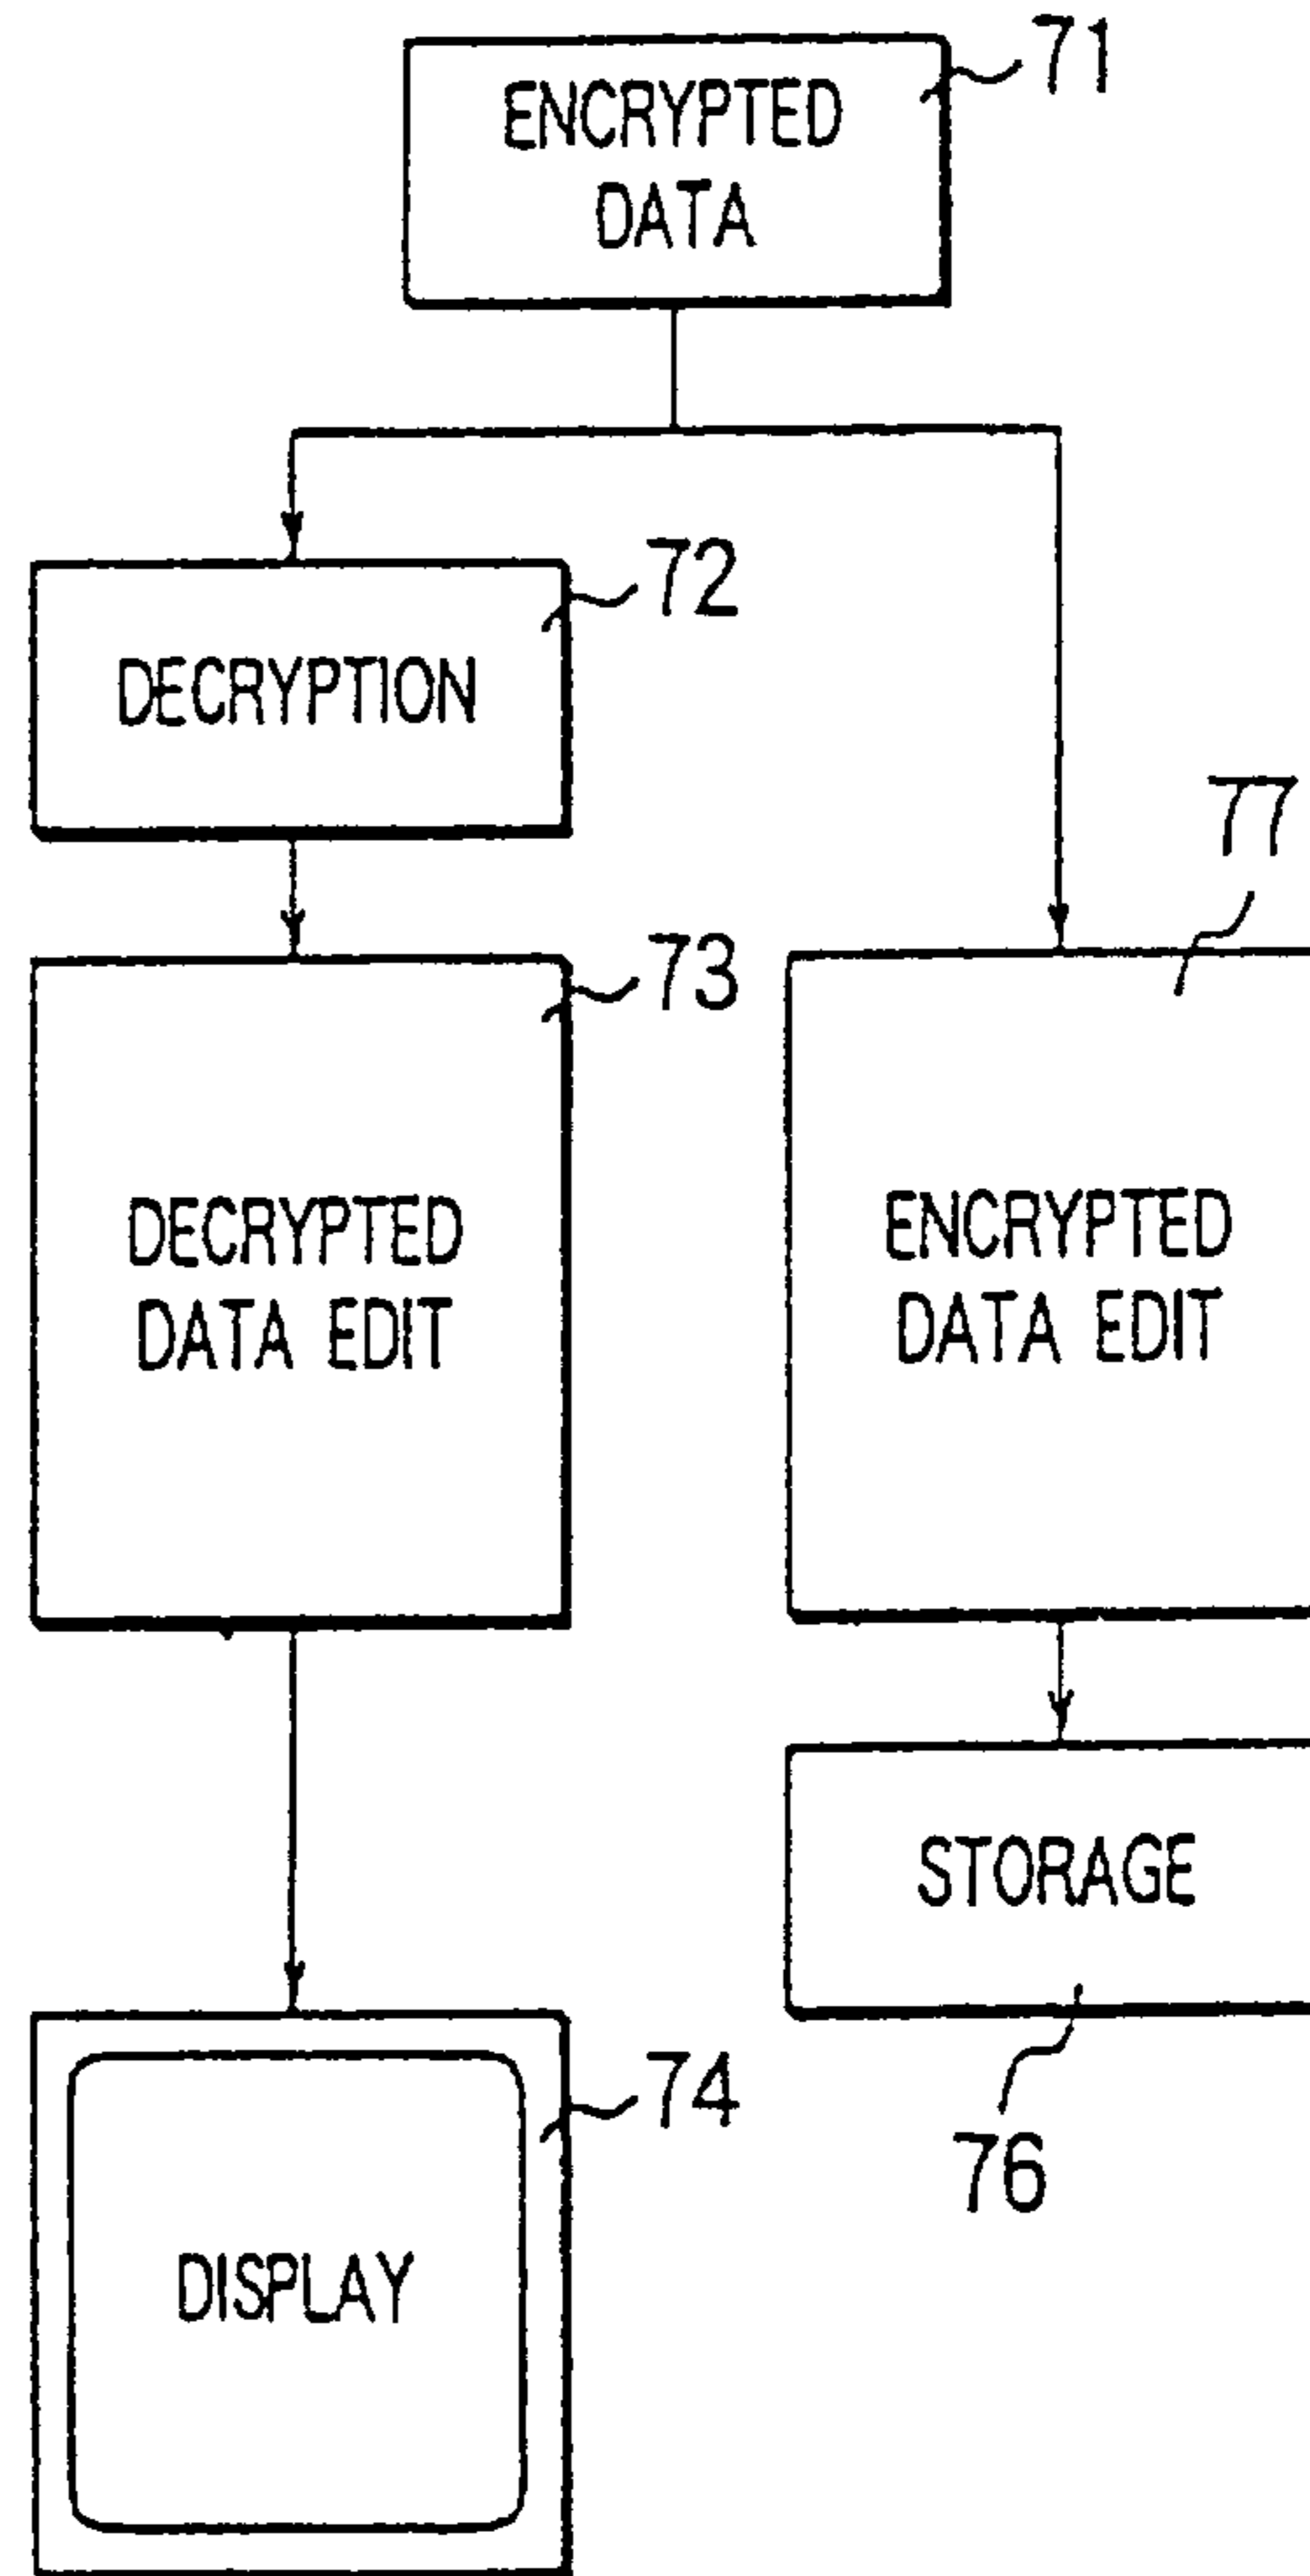 71
ENCRYPTED
DATA
72
DECRYPTION
77
73
DECRYPTED
DATA EDIT
ENCRYPTED
DATA EDIT
STORAGE
76
74
DISPLAY